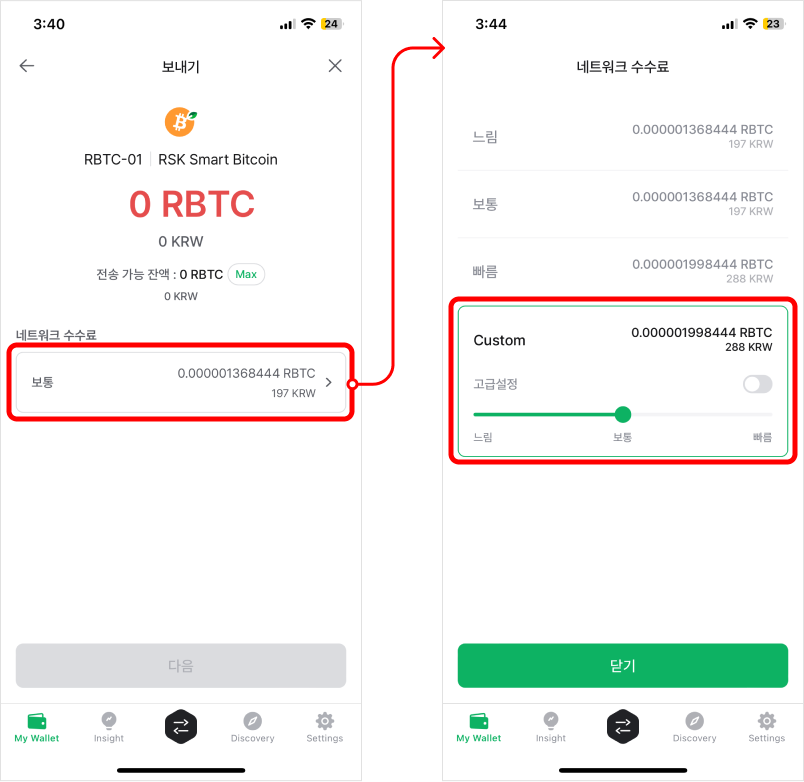 3:40
24
보내기
RBTC-01 | RSK Smart Bitcoin
0 RBTC
0 KRW
전송 가능 잔액 : 0 RBTC Max
0 KRW
네트워크 수수료
보통
0.000001368444 RBTC
197 KRW
다음
My Wallet
Insight
Discovery
Settings
3:44
23
네트워크 수수료
느림
0.000001368444 RBTC
197 KRW
보통
0.000001368444 RBTC
197 KRW
빠름
0.000001998444 RBTC
288 KRW
Custom
0.000001998444 RBTC
288 KRW
고급설정
느림
보통
빠름
닫기
My Wallet
Insight
Discovery
Settings